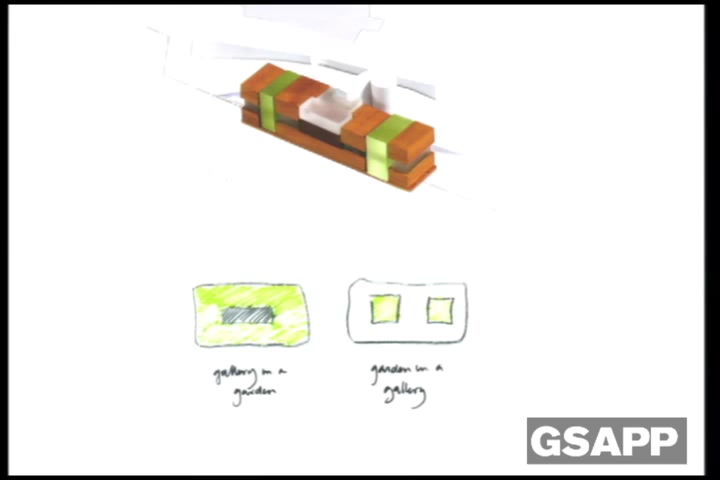 gallery in a
garden
garden in a
gallery
GSAPP